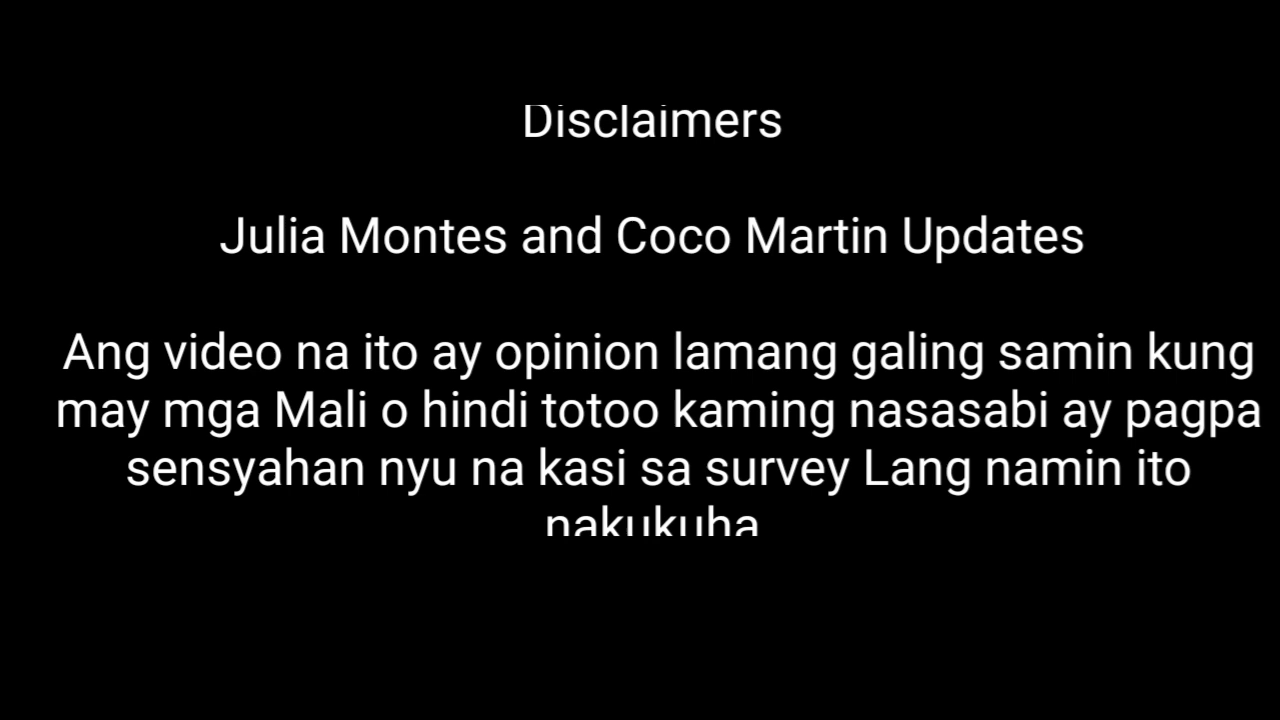 Disclaimers
Julia Montes and Coco Martin Updates
Ang video na ito ay opinion lamang galing samin kung
may mga Mali o hindi totoo kaming nasasabi ay pagpa
sensyahan nyu na kasi sa survey Lang namin ito
nakukuha